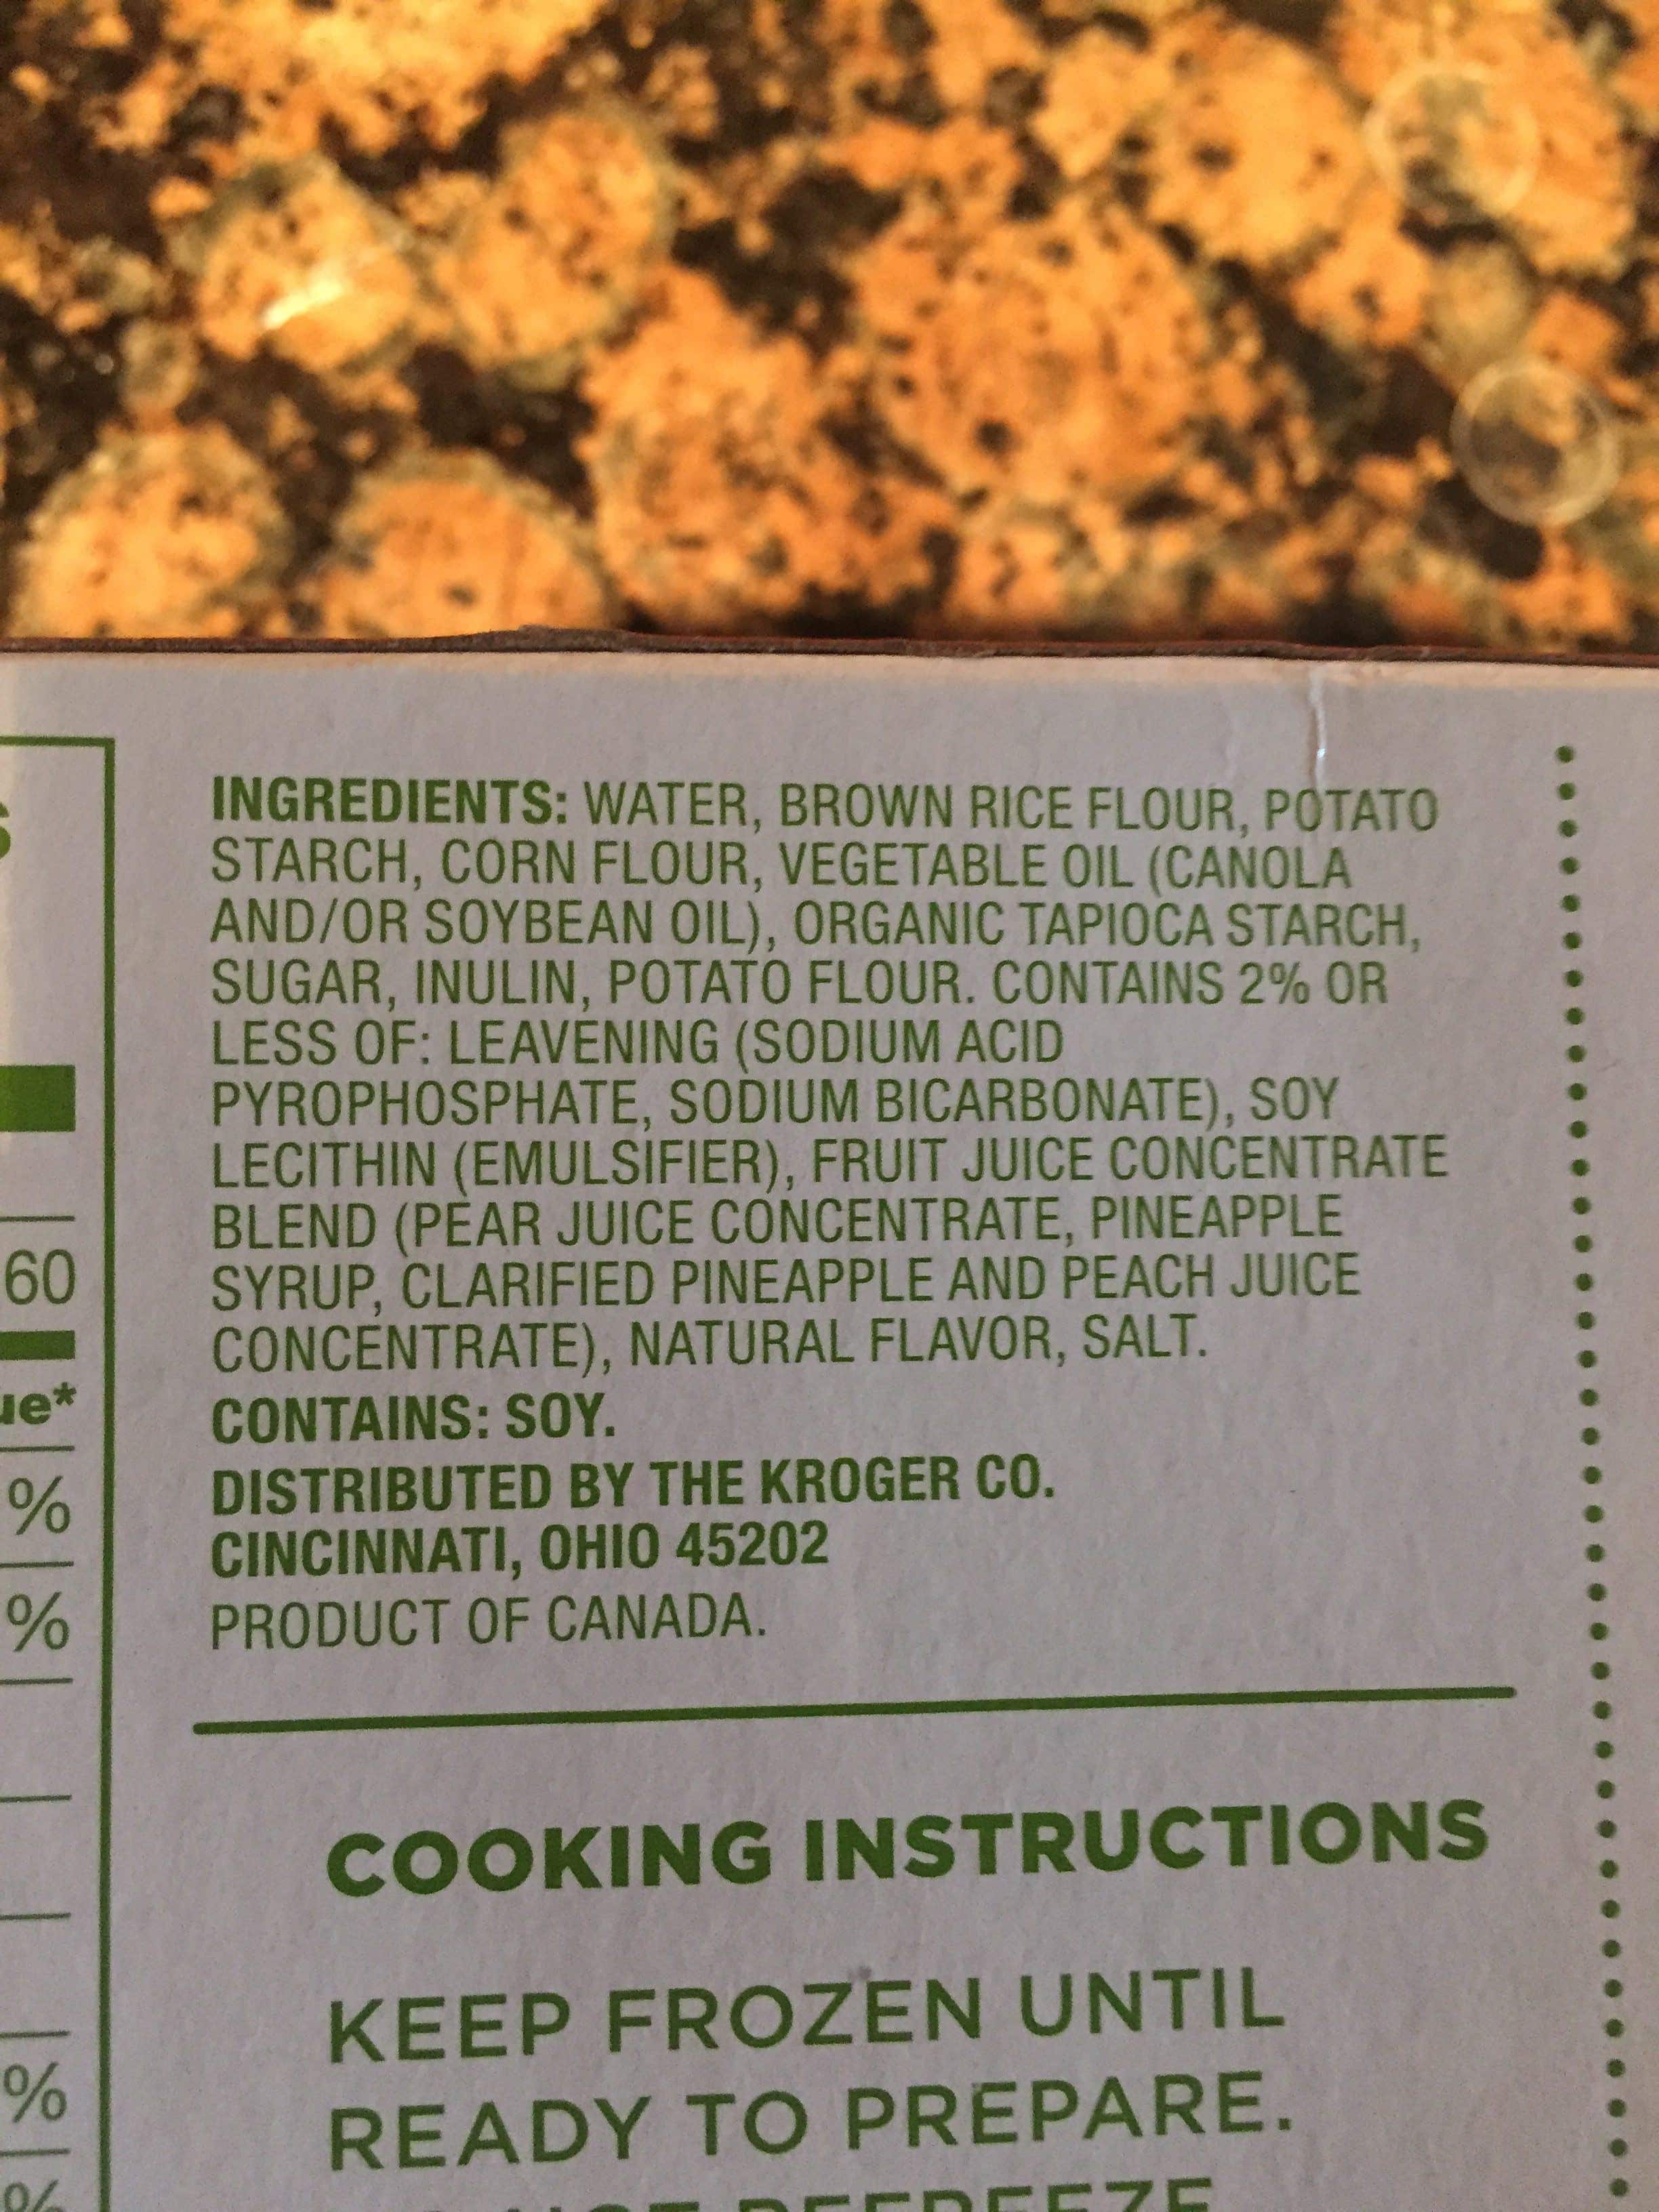 INGREDIENTS: WATER, BROWN RICE FLOUR, POTATO
STARCH, CORN FLOUR, VEGETABLE OIL (CANOLA
AND/OR SOYBEAN OIL), ORGANIC TAPIOCA STARCH,
SUGAR, INULIN, POTATO FLOUR. CONTAINS 2% OR
LESS OF: LEAVENING (SODIUM ACID
PYROPHOSPHATE, SODIUM BICARBONATE), SOY
LECITHIN (EMULSIFIER), FRUIT JUICE CONCENTRATE
BLEND (PEAR JUICE CONCENTRATE, PINEAPPLE
SYRUP, CLARIFIED PINEAPPLE AND PEACH JUICE
CONCENTRATE), NATURAL FLAVOR, SALT.
CONTAINS: SOY.
DISTRIBUTED BY THE KROGER CO.
CINCINNATI, OHIO 45202
PRODUCT OF CANADA.
COOKING INSTRUCTIONS
KEEP FROZEN UNTIL
READY TO PREPARE.
60
%
%
%
%